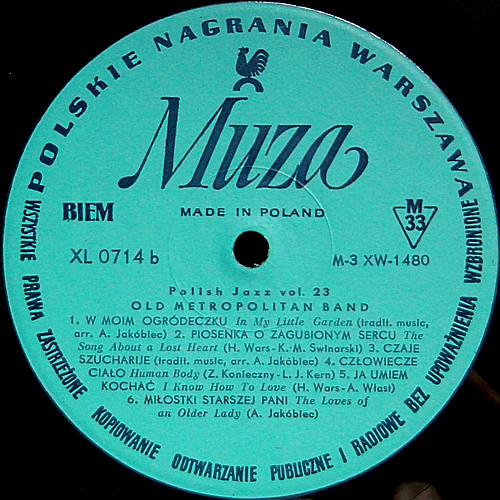 POLSKIE NAGRANIA WARSZAWA
Muza
BIEM
MADE IN POLAND
M
33
XL 0714 b
M-3 XW-1480
Polish Jazz vol. 23
OLD METROPOLITAN BAND
1. W MOIM OGRÓDECZKU In My Little Garden (tradit. music,
arr. A. Jakóblec) 2. PIOSEŃKA O ZAGUBIONYM SERCU The
Song About a Lost Heart (H. Wars-K.-M. Swinarski) 3. CZAJE
SZUCHARIJE (tradit. music, arr. A. Jakóblec) 4. CZŁOWIECZE
CIAŁO Human Body (Z. Konieczny-L. J. Kern) 5. JA UMIEM
KOCHAĆ I Know How To Love (H. Wars-A. Włast)
6. MIŁOSTKI STARSZEJ PANI The Loves of
an Older Lady (A. Jakóblec)
WSZYSTKIE PRAWA ZASTRZEŻONE KOPIOWANIE ODTWARZANIE PUBLICZNE I RADIOWE BEZ UPOWAŻNIENIA WZBRONIONE